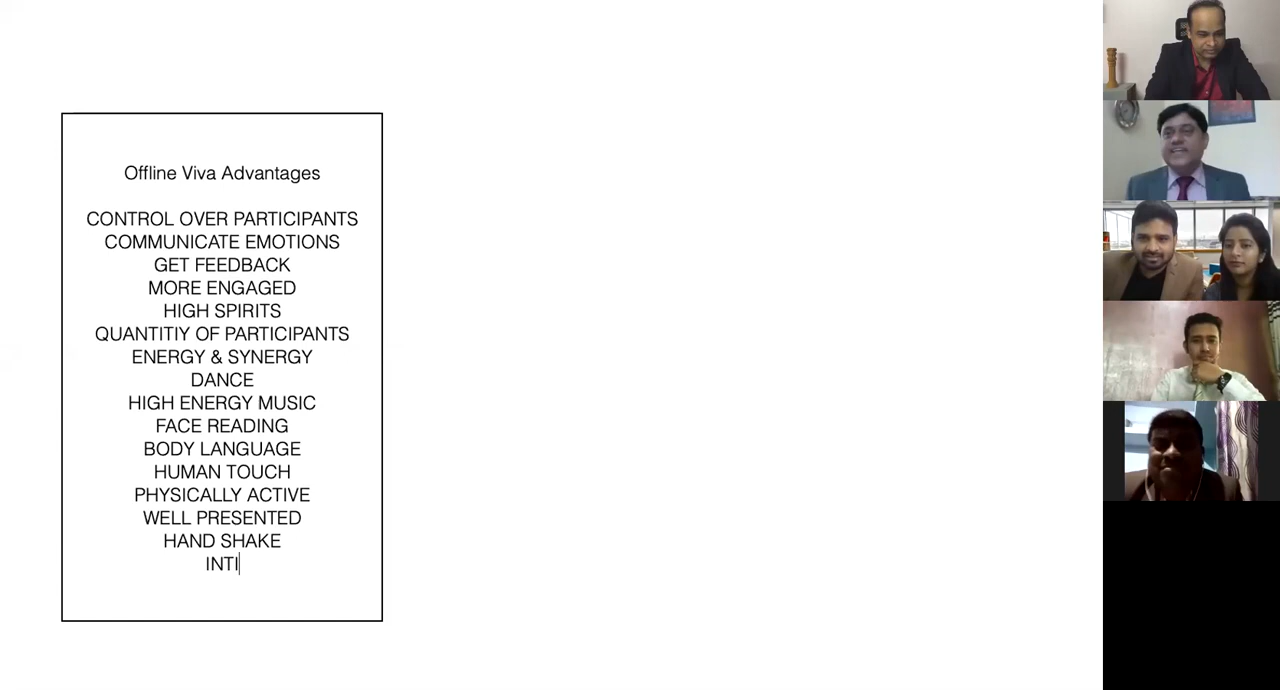 Offline Viva Advantages
CONTROL OVER PARTICIPANTS
COMMUNICATE EMOTIONS
GET FEEDBACK
MORE ENGAGED
HIGH SPIRITS
QUANTITIY OF PARTICIPANTS
ENERGY & SYNERGY
DANCE
HIGH ENERGY MUSIC
FACE READING
BODY LANGUAGE
HUMAN TOUCH
PHYSICALLY ACTIVE
WELL PRESENTED
HAND SHAKE
INTI